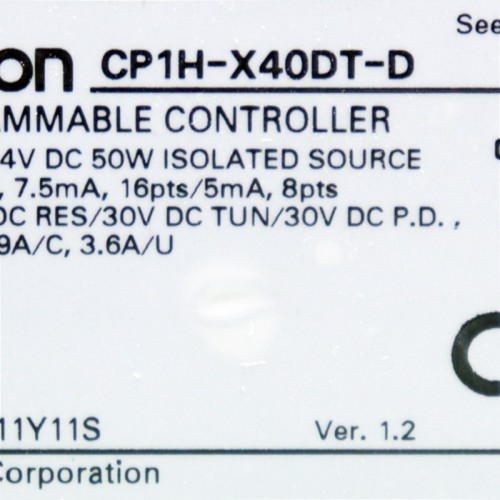 See
on CP1H-X40DT-D
MMABLE CONTROLLER
4V DC 50W ISOLATED SOURCE
, 7.5mA, 16pts/5mA, 8pts
DC RES/30V DC TUN/30V DC P.D. ,
9A/C, 3.6A/U
11Y11S Ver. 1.2
Corporation